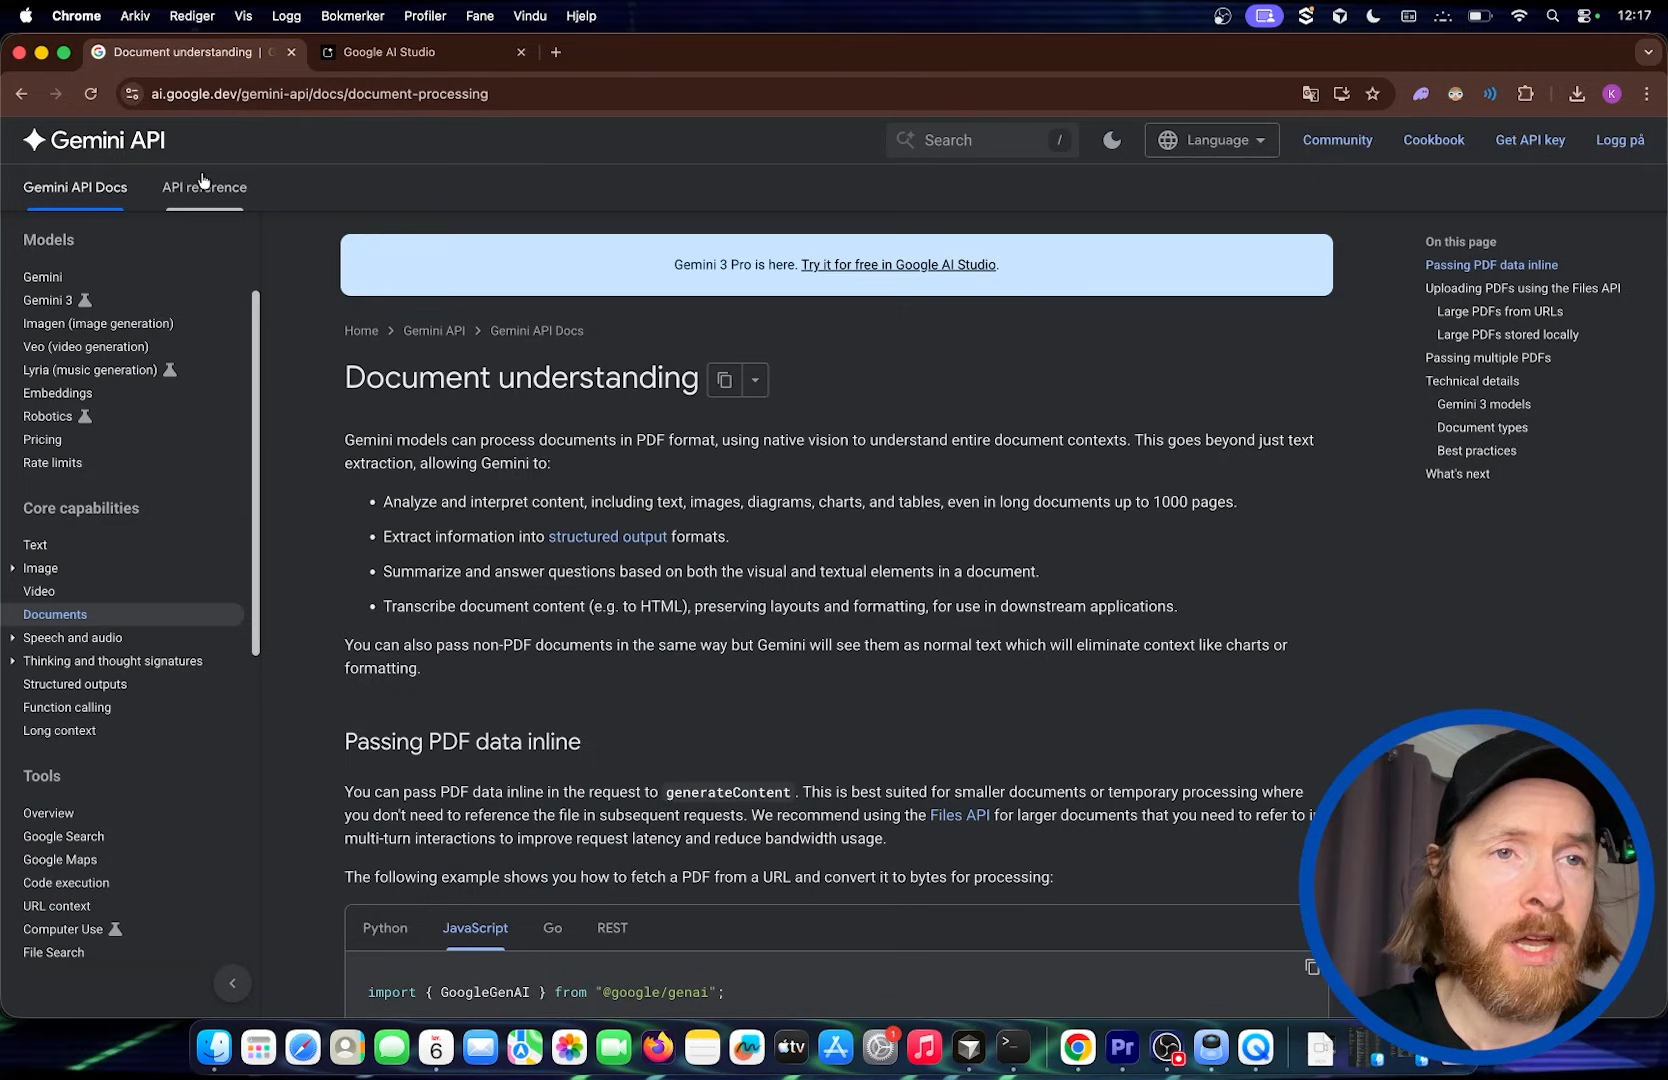 Chrome Arkiv Rediger Vis Logg Bokmerker Profiler Fane Vindu Hjelp 12:17
Document understanding | Google AI Studio
ai.google.dev/gemini-api/docs/document-processing K
Gemini API Search / Language Community Cookbook Get API key Logg på
Gemini API Docs API reference
Models
Gemini
Gemini 3
Imagen (image generation)
Veo (video generation)
Lyria (music generation)
Embeddings
Robotics
Pricing
Rate limits
Core capabilities
Text
Image
Video
Documents
Speech and audio
Thinking and thought signatures
Structured outputs
Function calling
Long context
Tools
Overview
Google Search
Google Maps
Code execution
URL context
Computer Use
File Search
Gemini 3 Pro is here. Try it for free in Google AI Studio.
Home > Gemini API > Gemini API Docs
Document understanding
Gemini models can process documents in PDF format, using native vision to understand entire document contexts. This goes beyond just text
extraction, allowing Gemini to:
• Analyze and interpret content, including text, images, diagrams, charts, and tables, even in long documents up to 1000 pages.
• Extract information into structured output formats.
• Summarize and answer questions based on both the visual and textual elements in a document.
• Transcribe document content (e.g. to HTML), preserving layouts and formatting, for use in downstream applications.
You can also pass non-PDF documents in the same way but Gemini will see them as normal text which will eliminate context like charts or
formatting.
Passing PDF data inline
You can pass PDF data inline in the request to generateContent. This is best suited for smaller documents or temporary processing where
you don't need to reference the file in subsequent requests. We recommend using the Files API for larger documents that you need to refer to
multi-turn interactions to improve request latency and reduce bandwidth usage.
The following example shows you how to fetch a PDF from a URL and convert it to bytes for processing:
Python JavaScript Go REST
import { GoogleGenAI } from "@google/genai";
On this page
Passing PDF data inline
Uploading PDFs using the Files API
Large PDFs from URLs
Large PDFs stored locally
Passing multiple PDFs
Technical details
Gemini 3 models
Document types
Best practices
What's next
6 tv 1 >_ Pr